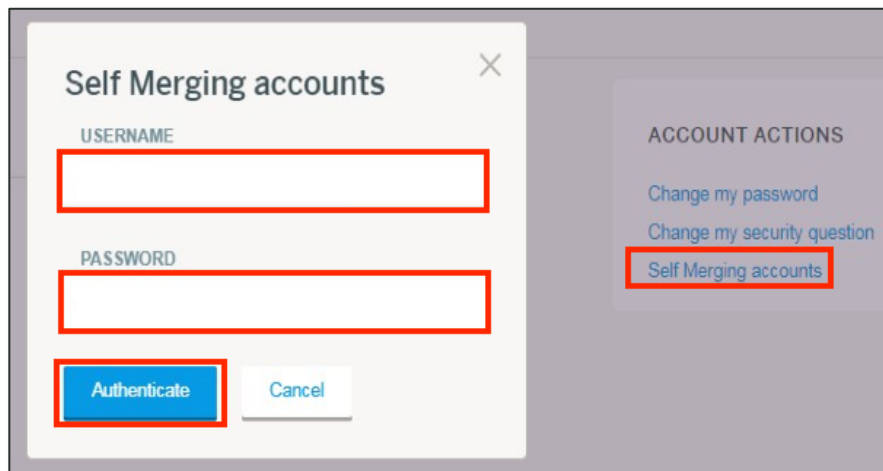 Self Merging accounts
USERNAME
PASSWORD
Authenticate
Cancel
ACCOUNT ACTIONS
Change my password
Change my security question
Self Merging accounts